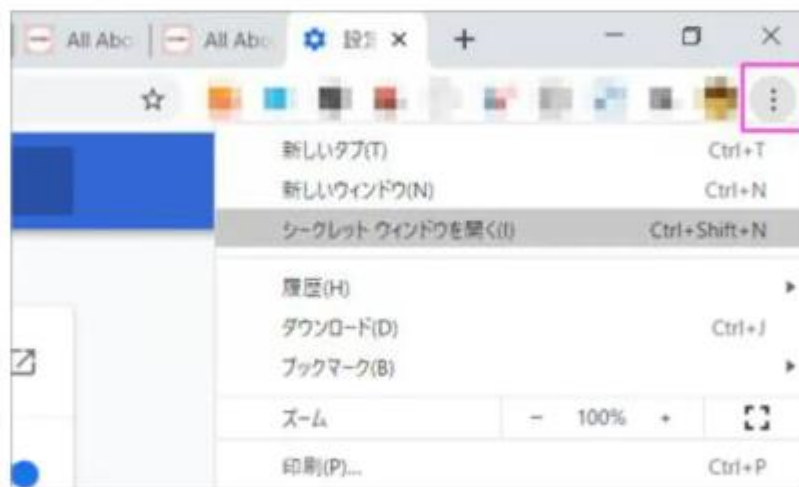 All Abo
All Abo
設定
新しいタブ(T) Ctrl+T
新しいウィンドウ(N) Ctrl+N
シークレット ウィンドウを開く(I) Ctrl+Shift+N
履歴(H)
ダウンロード(D) Ctrl+J
ブックマーク(B)
ズーム - 100% +
印刷(P)... Ctrl+P